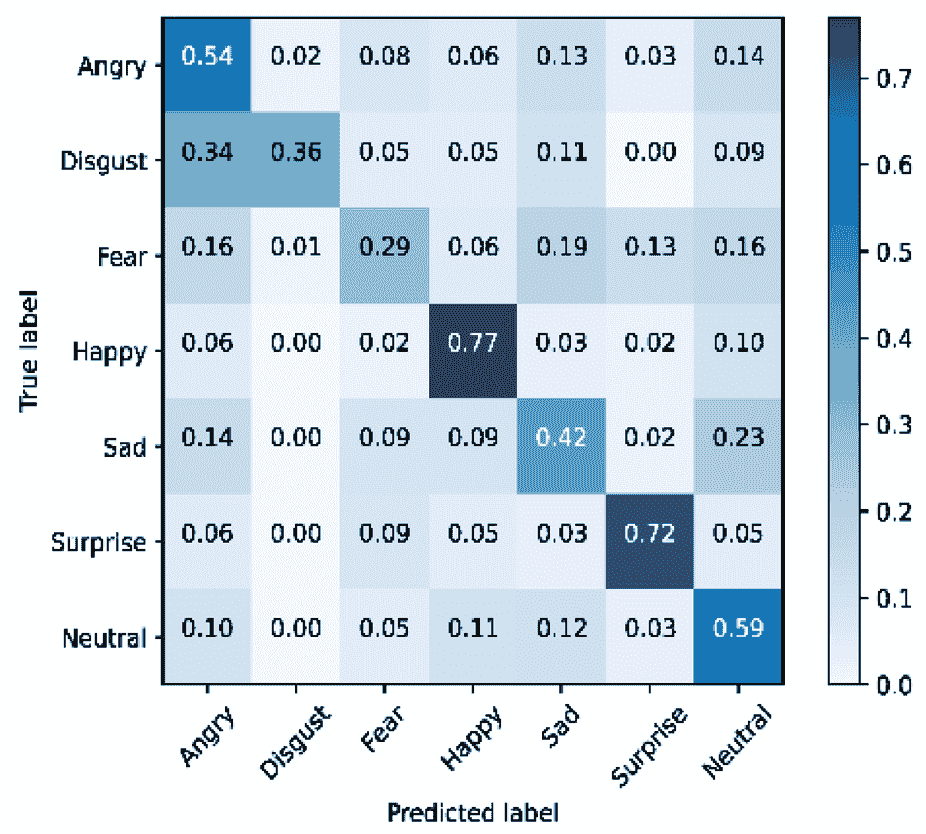 Angry 0.54 0.02 0.08 0.06 0.13 0.03 0.14
Disgust 0.34 0.36 0.05 0.05 0.11 0.00 0.09
Fear 0.16 0.01 0.29 0.06 0.19 0.13 0.16
Happy 0.06 0.00 0.02 0.77 0.03 0.02 0.10
Sad 0.14 0.00 0.09 0.09 0.42 0.02 0.23
Surprise 0.06 0.00 0.09 0.05 0.03 0.72 0.05
Neutral 0.10 0.00 0.05 0.11 0.12 0.03 0.59
True label
Angry Disgust Fear Happy Sad Surprise Neutral
Predicted label
0.7
0.6
0.5
0.4
0.3
0.2
0.1
0.0